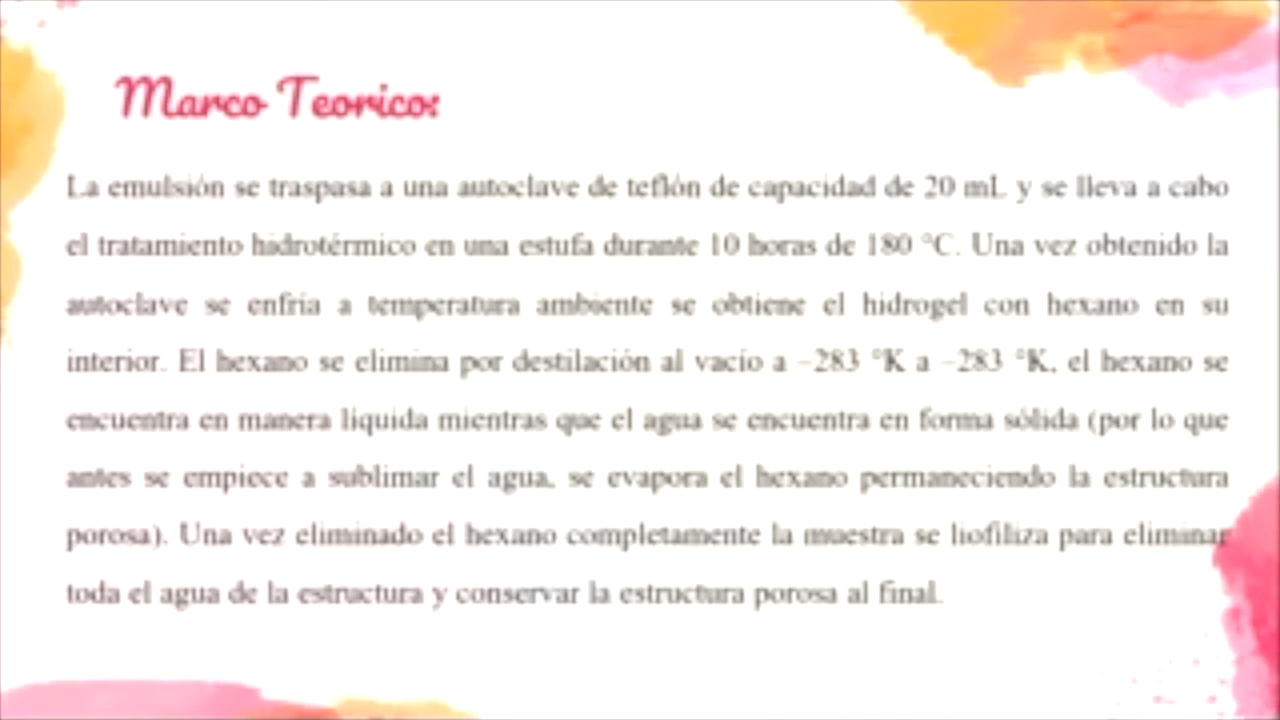 Marco Teorico:
La emulsión se traspasa a una autoclave de teflón de capacidad de 20 mL y se lleva a cabo
el tratamiento hidrotérmico en una estufa durante 10 horas de 180 °C. Una vez obtenido la
autoclave se enfría a temperatura ambiente se obtiene el hidrogel con hexano en su
interior. El hexano se elimina por destilación al vacío a –283 °K a –283 °K, el hexano se
encuentra en manera líquida mientras que el agua se encuentra en forma sólida (por lo que
antes se empiece a sublimar el agua, se evapora el hexano permaneciendo la estructura
porosa). Una vez eliminado el hexano completamente la muestra se liofiliza para eliminar
toda el agua de la estructura y conservar la estructura porosa al final.